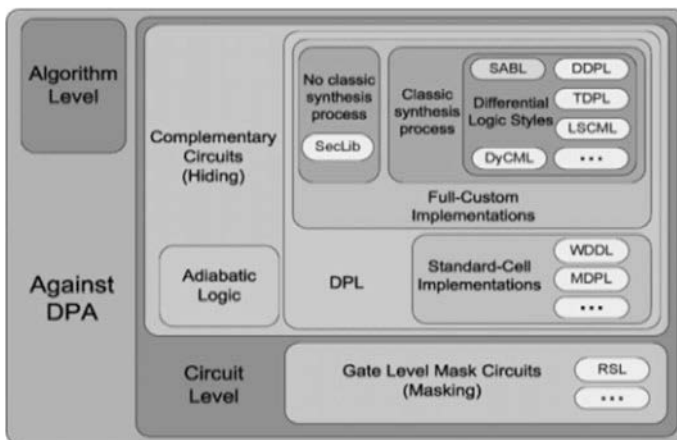 Algorithm
Level
Against
DPA
Complementary
Circuits
(Hiding)
Adiabatic
Logic
No classic
synthesis
process
SecLib
Classic
synthesis
process
SABL
DDPL
Differential
Logic Styles
TDPL
LSCML
DyCML
•••
Full-Custom
Implementations
DPL
Standard-Cell
Implementations
WDDL
MDPL
•••
Circuit
Level
Gate Level Mask Circuits
(Masking)
RSL
•••